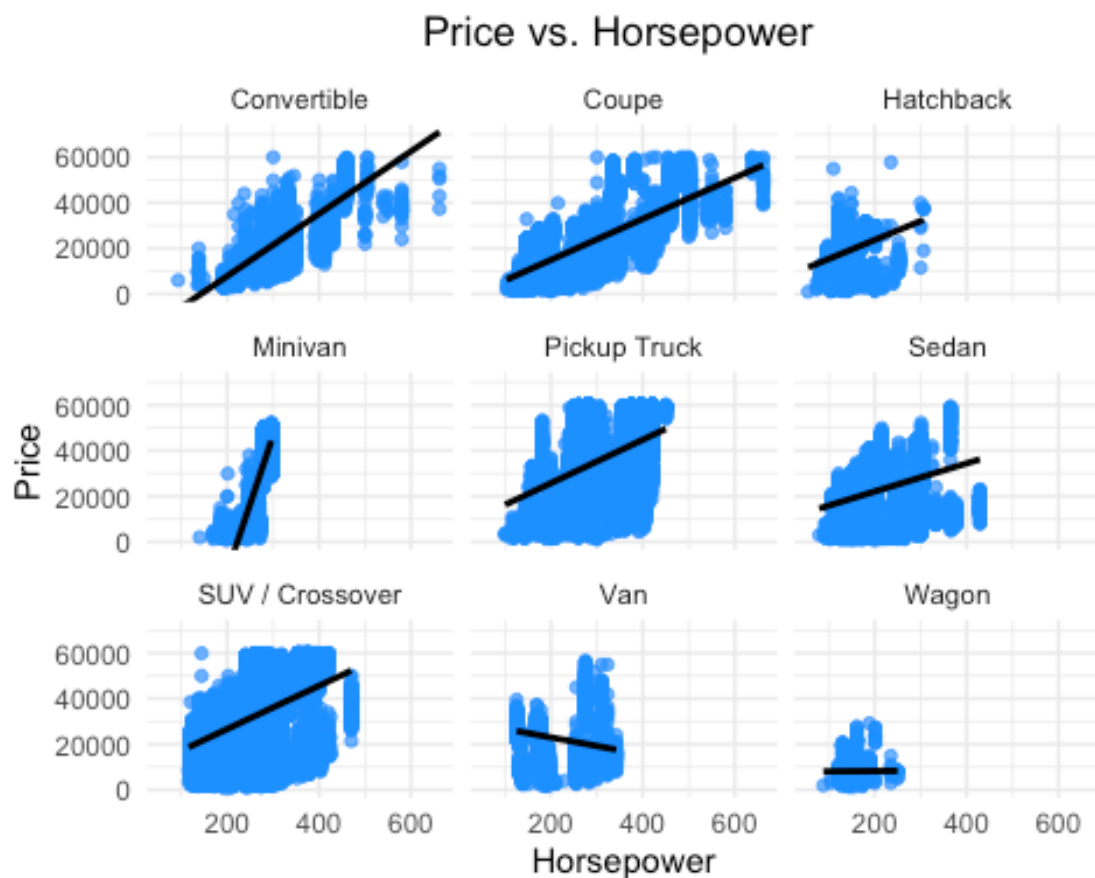 Price vs. Horsepower
Convertible Coupe Hatchback
60000
40000
20000
0
Minivan Pickup Truck Sedan
60000
40000
20000
0
Price
SUV / Crossover Van Wagon
60000
40000
20000
0
200 400 600 200 400 600 200 400 600
Horsepower